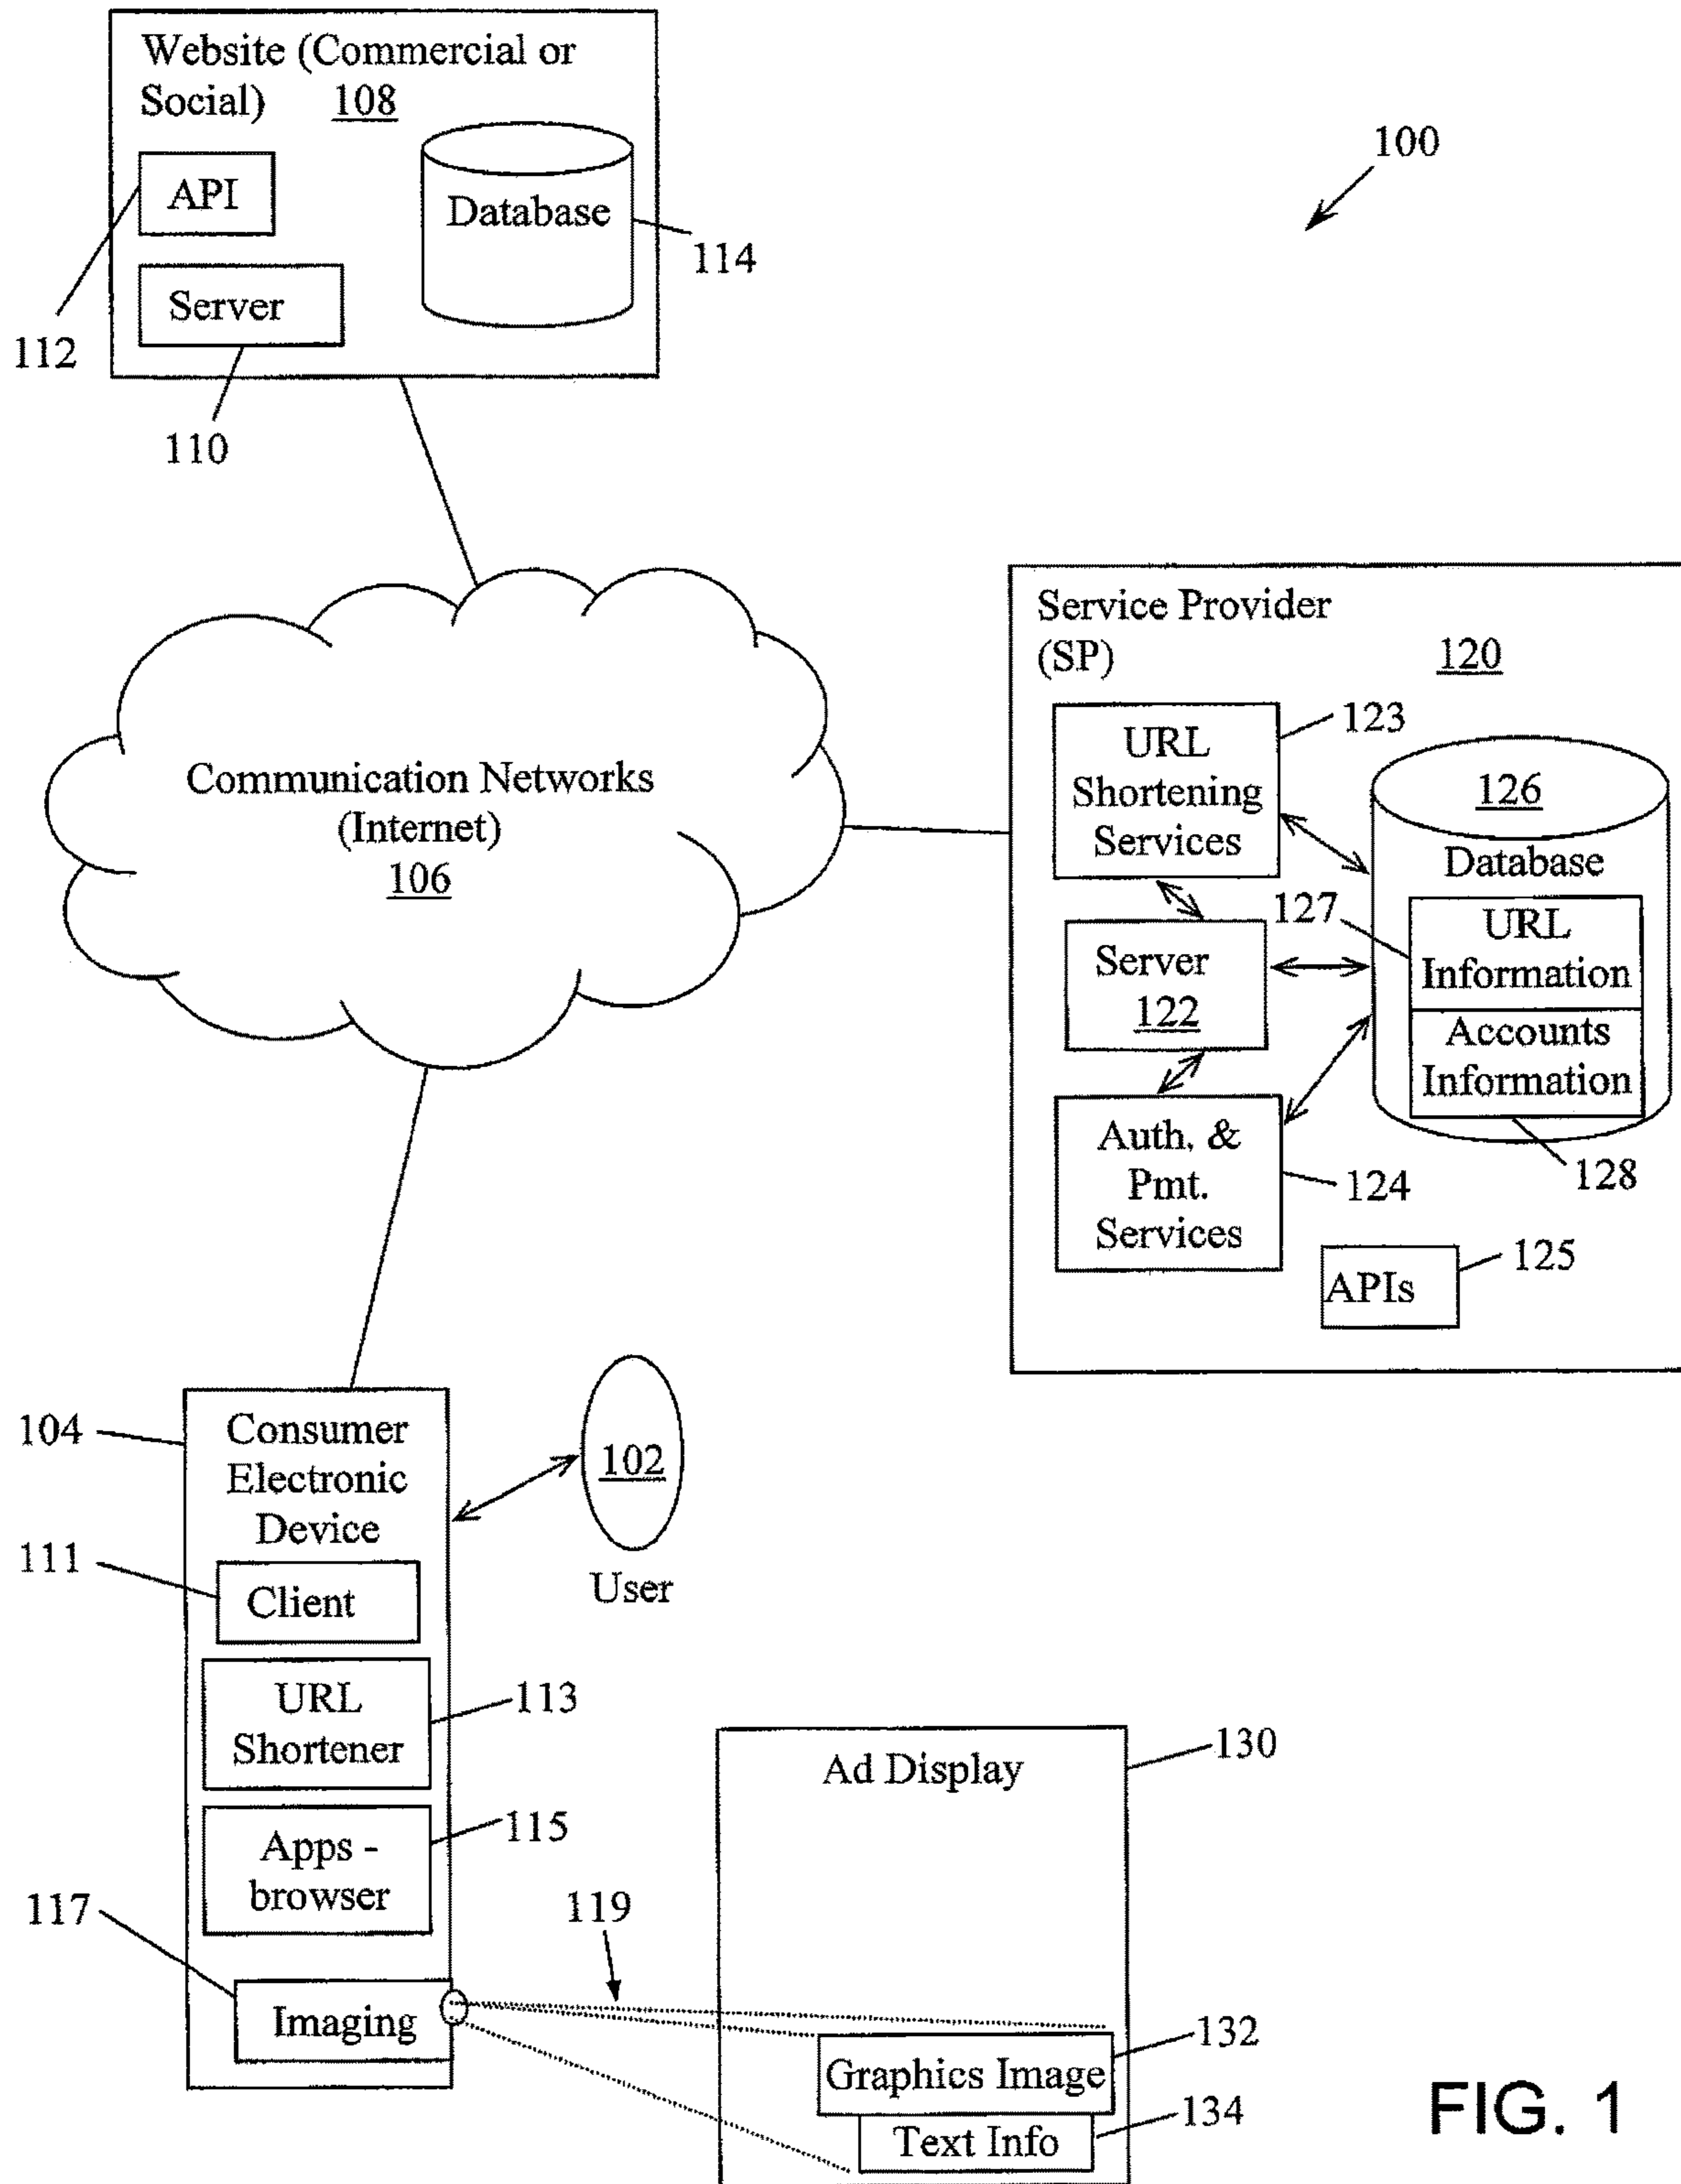 Website (Commercial or
Social) 108
API
Database
Server
112
114
110
100
Communication Networks
(Internet)
106
Service Provider
(SP)
120
URL
Shortening
Services
123
126
Database
127
URL
Information
Server
122
Accounts
Information
Auth. &
Pmt.
Services
124
128
APIs
125
104
Consumer
Electronic
Device
102
User
111
Client
URL
Shortener
113
Apps -
browser
115
117
Imaging
119
Ad Display
130
Graphics Image
132
Text Info
134
FIG. 1